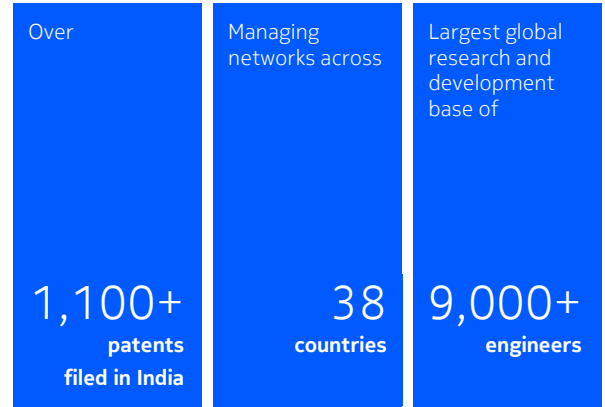 Over
1,100+
patents
filed in India
Managing
networks across
38
countries
Largest global
research and
development
base of
9,000+
engineers